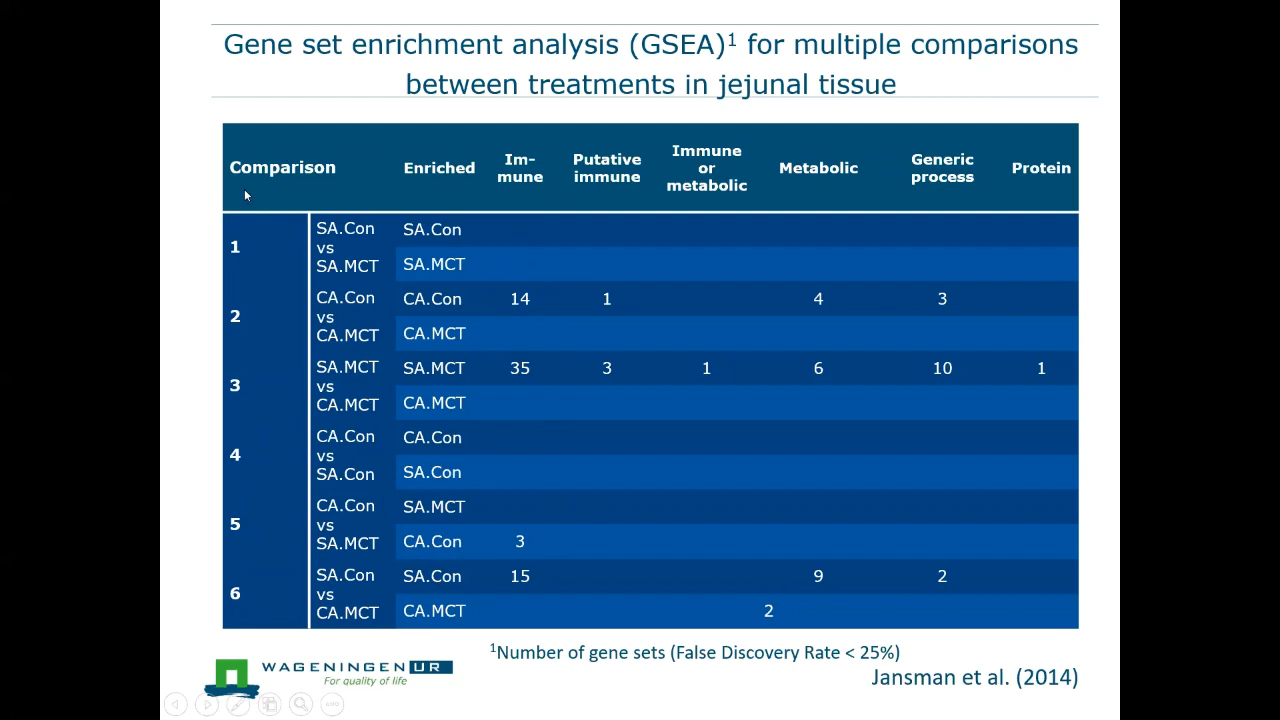 Gene set enrichment analysis (GSEA)¹ for multiple comparisons
between treatments in jejunal tissue
Comparison Enriched Im-mune Putative immune Immune or metabolic Metabolic Generic process Protein
1 SA.Con vs SA.MCT
SA.Con
SA.MCT
2 CA.Con vs CA.MCT
CA.Con 14 1 4 3
CA.MCT
3 SA.MCT vs CA.MCT
SA.MCT 35 3 1 6 10 1
CA.MCT
4 CA.Con vs SA.Con
CA.Con
SA.Con
5 CA.Con vs SA.MCT
SA.MCT
CA.Con 3
6 SA.Con vs CA.MCT
SA.Con 15 9 2
CA.MCT 2
¹Number of gene sets (False Discovery Rate < 25%)
WAGENINGEN UR
For quality of life
Jansman et al. (2014)